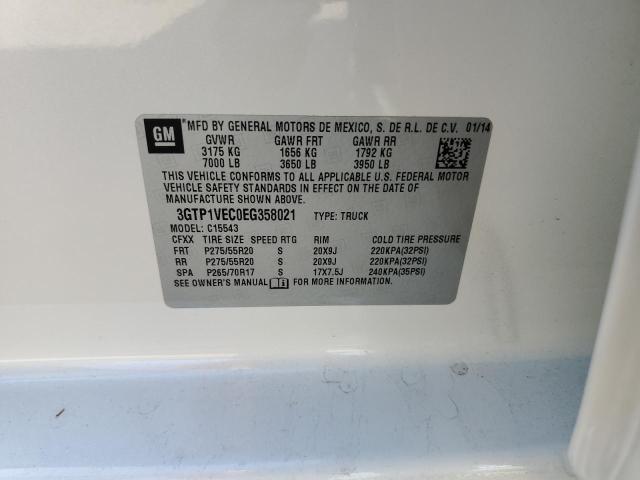 GM MFD BY GENERAL MOTORS DE MEXICO, S. DE R.L. DE C.V. 01/14
GVWR GAWR FRT GAWR RR
3175 KG 1656 KG 1792 KG
7000 LB 3650 LB 3950 LB
THIS VEHICLE CONFORMS TO ALL APPLICABLE U.S. FEDERAL MOTOR
VEHICLE SAFETY STANDARDS IN EFFECT ON THE DATE OF
MANUFACTURE SHOWN ABOVE.
3GTP1VEC0EG358021 TYPE: TRUCK
MODEL: C15543
CFXX TIRE SIZE SPEED RTG RIM COLD TIRE PRESSURE
FRT P275/55R20 S 20X9J 220KPA(32PSI)
RR P275/55R20 S 20X9J 220KPA(32PSI)
SPA P265/70R17 S 17X7.5J 240KPA(35PSI)
SEE OWNER'S MANUAL FOR MORE INFORMATION.